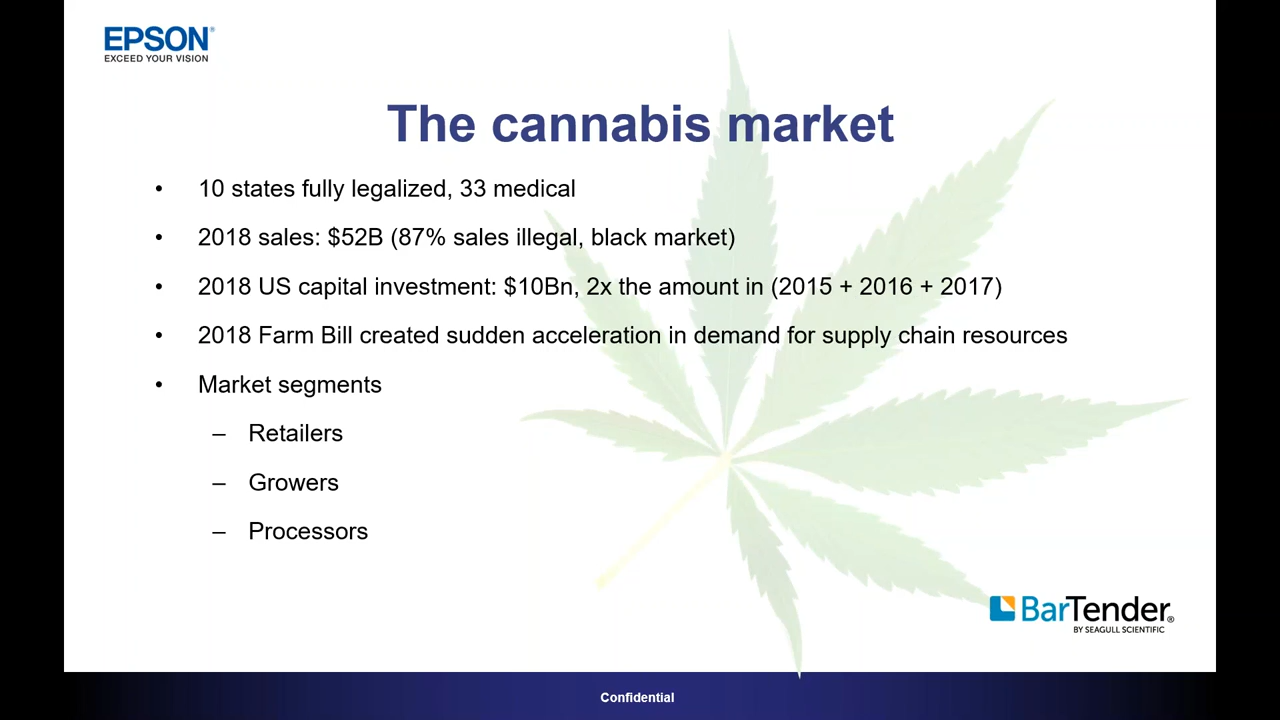 EPSON®
EXCEED YOUR VISION
The cannabis market
• 10 states fully legalized, 33 medical
• 2018 sales: $52B (87% sales illegal, black market)
• 2018 US capital investment: $10Bn, 2x the amount in (2015 + 2016 + 2017)
• 2018 Farm Bill created sudden acceleration in demand for supply chain resources
• Market segments
– Retailers
– Growers
– Processors
BarTender®
BY SEAGULL SCIENTIFIC
Confidential